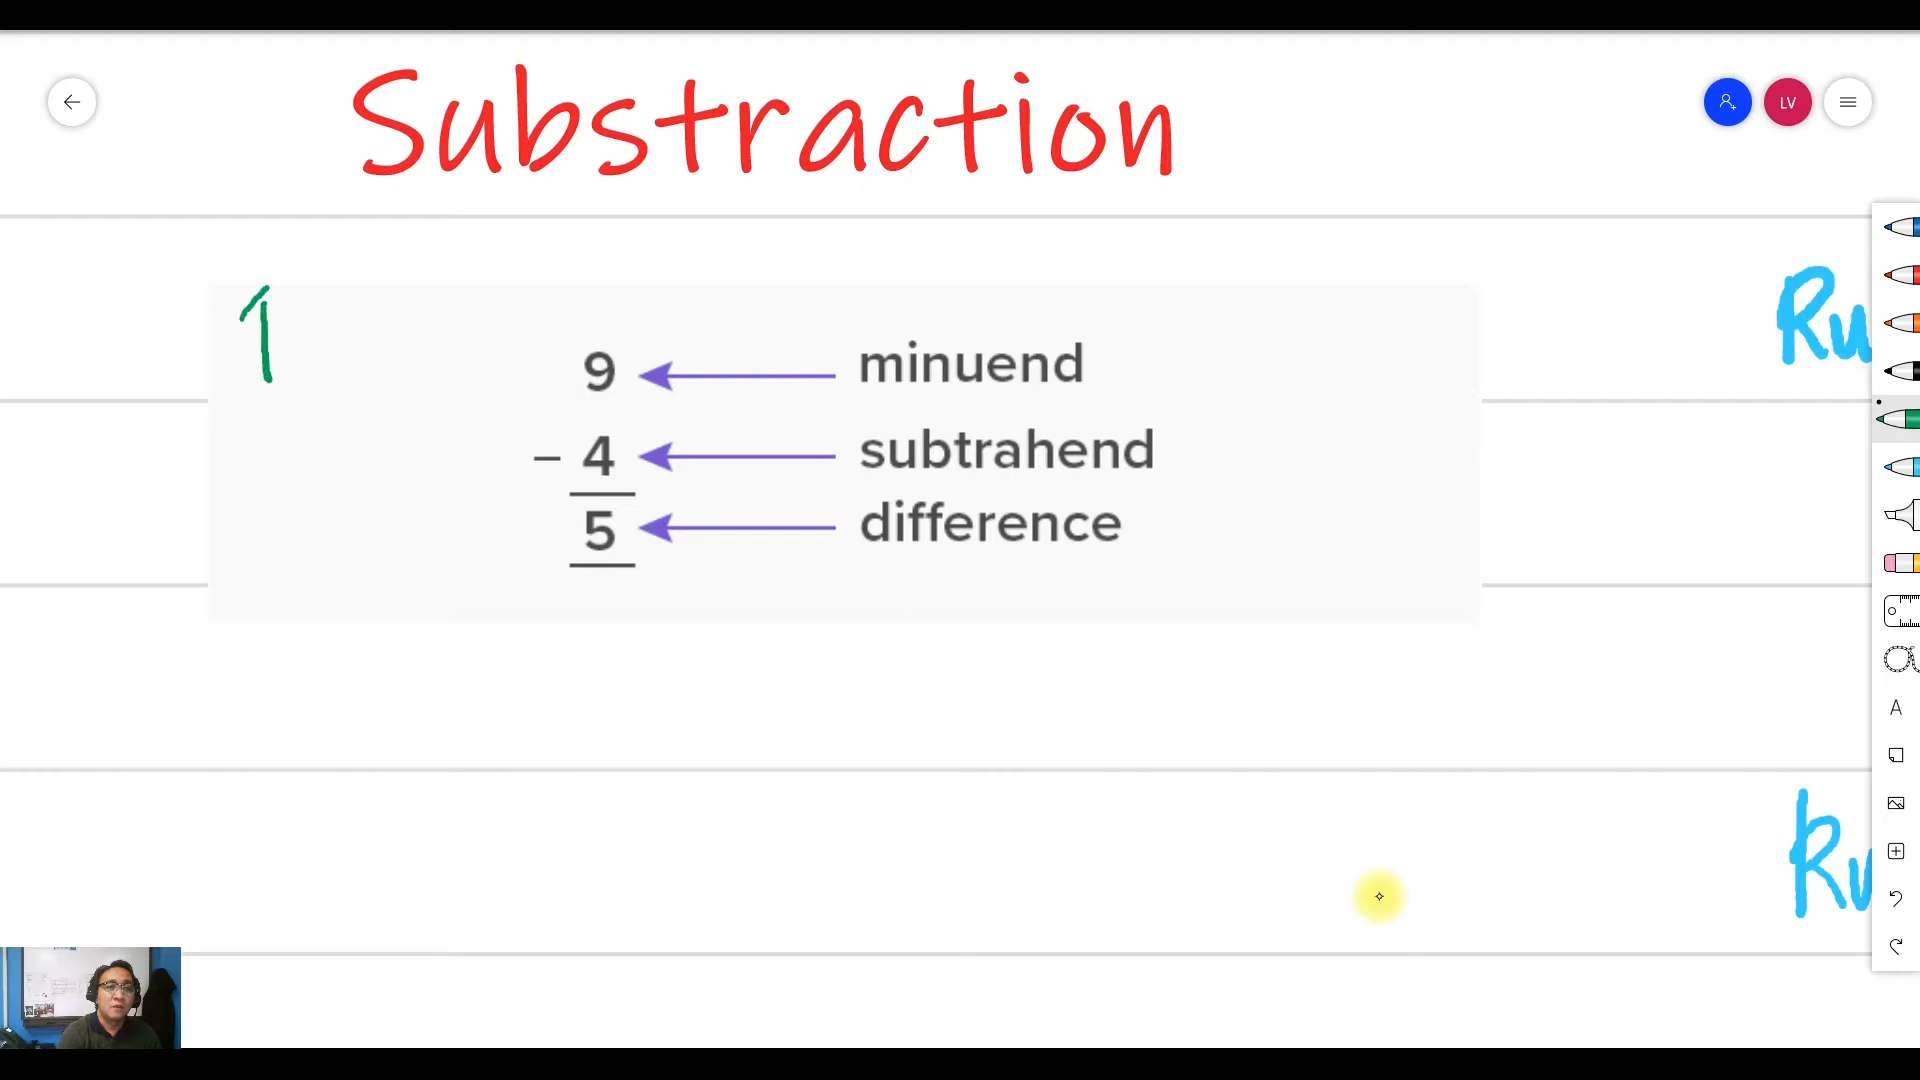 Substraction
LV
1
9 minuend
- 4 subtrahend
5 difference
Ru
Ru
A